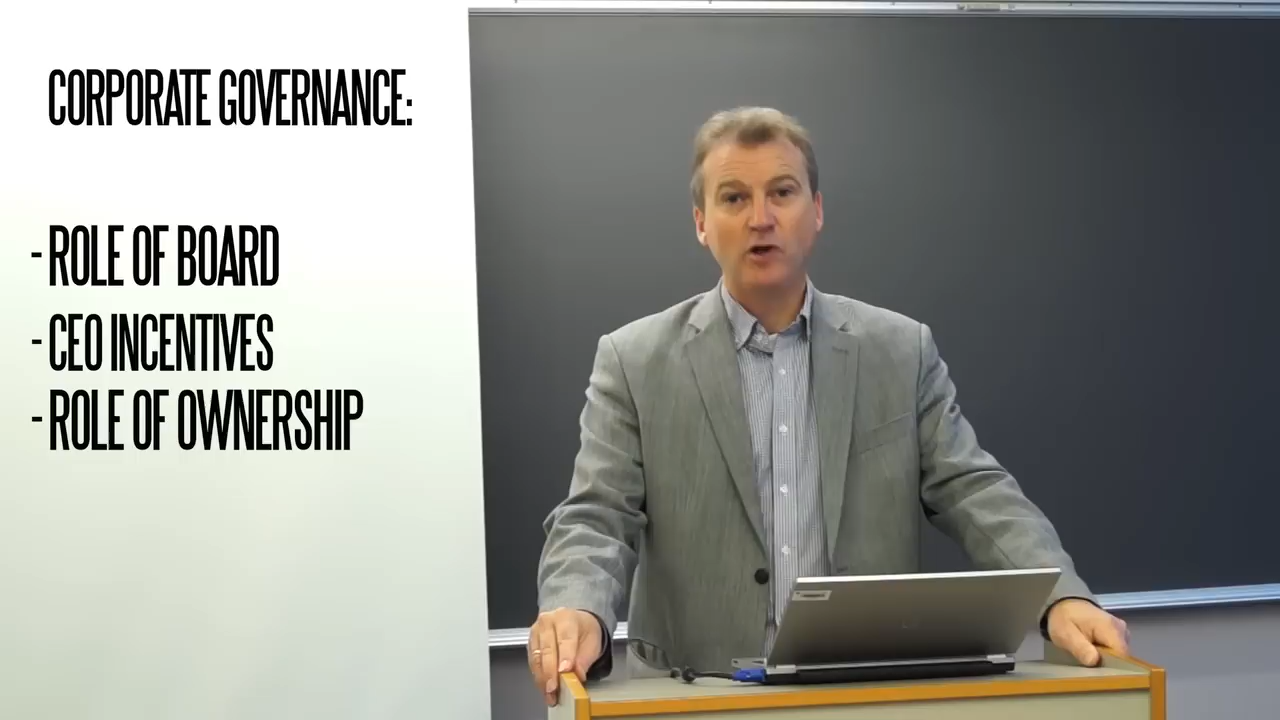 CORPORATE GOVERNANCE:
- ROLE OF BOARD
- CEO INCENTIVES
- ROLE OF OWNERSHIP